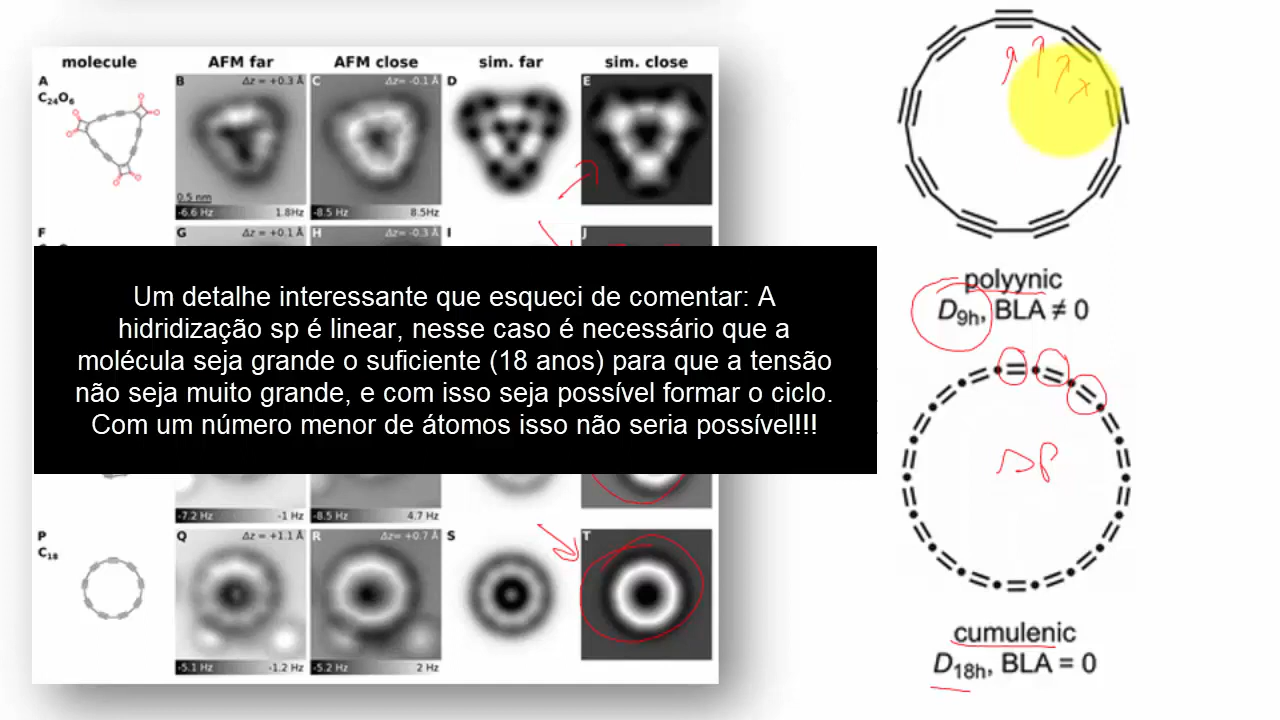 molecule AFM far AFM close sim. far sim. close
A B Δz = +0.3 Å C Δz= -0.1 Å D E
C24O6
0.5 nm
-6.6 Hz 1.8Hz -8.5 Hz 8.5Hz
F G Δz = +0.1 Å H Δz = -0.3 Å I J
Um detalhe interessante que esqueci de comentar: A
hidridização sp é linear, nesse caso é necessário que a
molécula seja grande o suficiente (18 anos) para que a tensão
não seja muito grande, e com isso seja possível formar o ciclo.
Com um número menor de átomos isso não seria possível!!!
-7.2 Hz -1 Hz -8.5 Hz 4.7 Hz
P Q Δz = +1.1 Å R Δz = +0.7 Å S T
C18
-5.1 Hz -1.2 Hz -5.2 Hz 2 Hz
polyynic
D9h, BLA ≠ 0
sp
cumulenic
D18h, BLA = 0